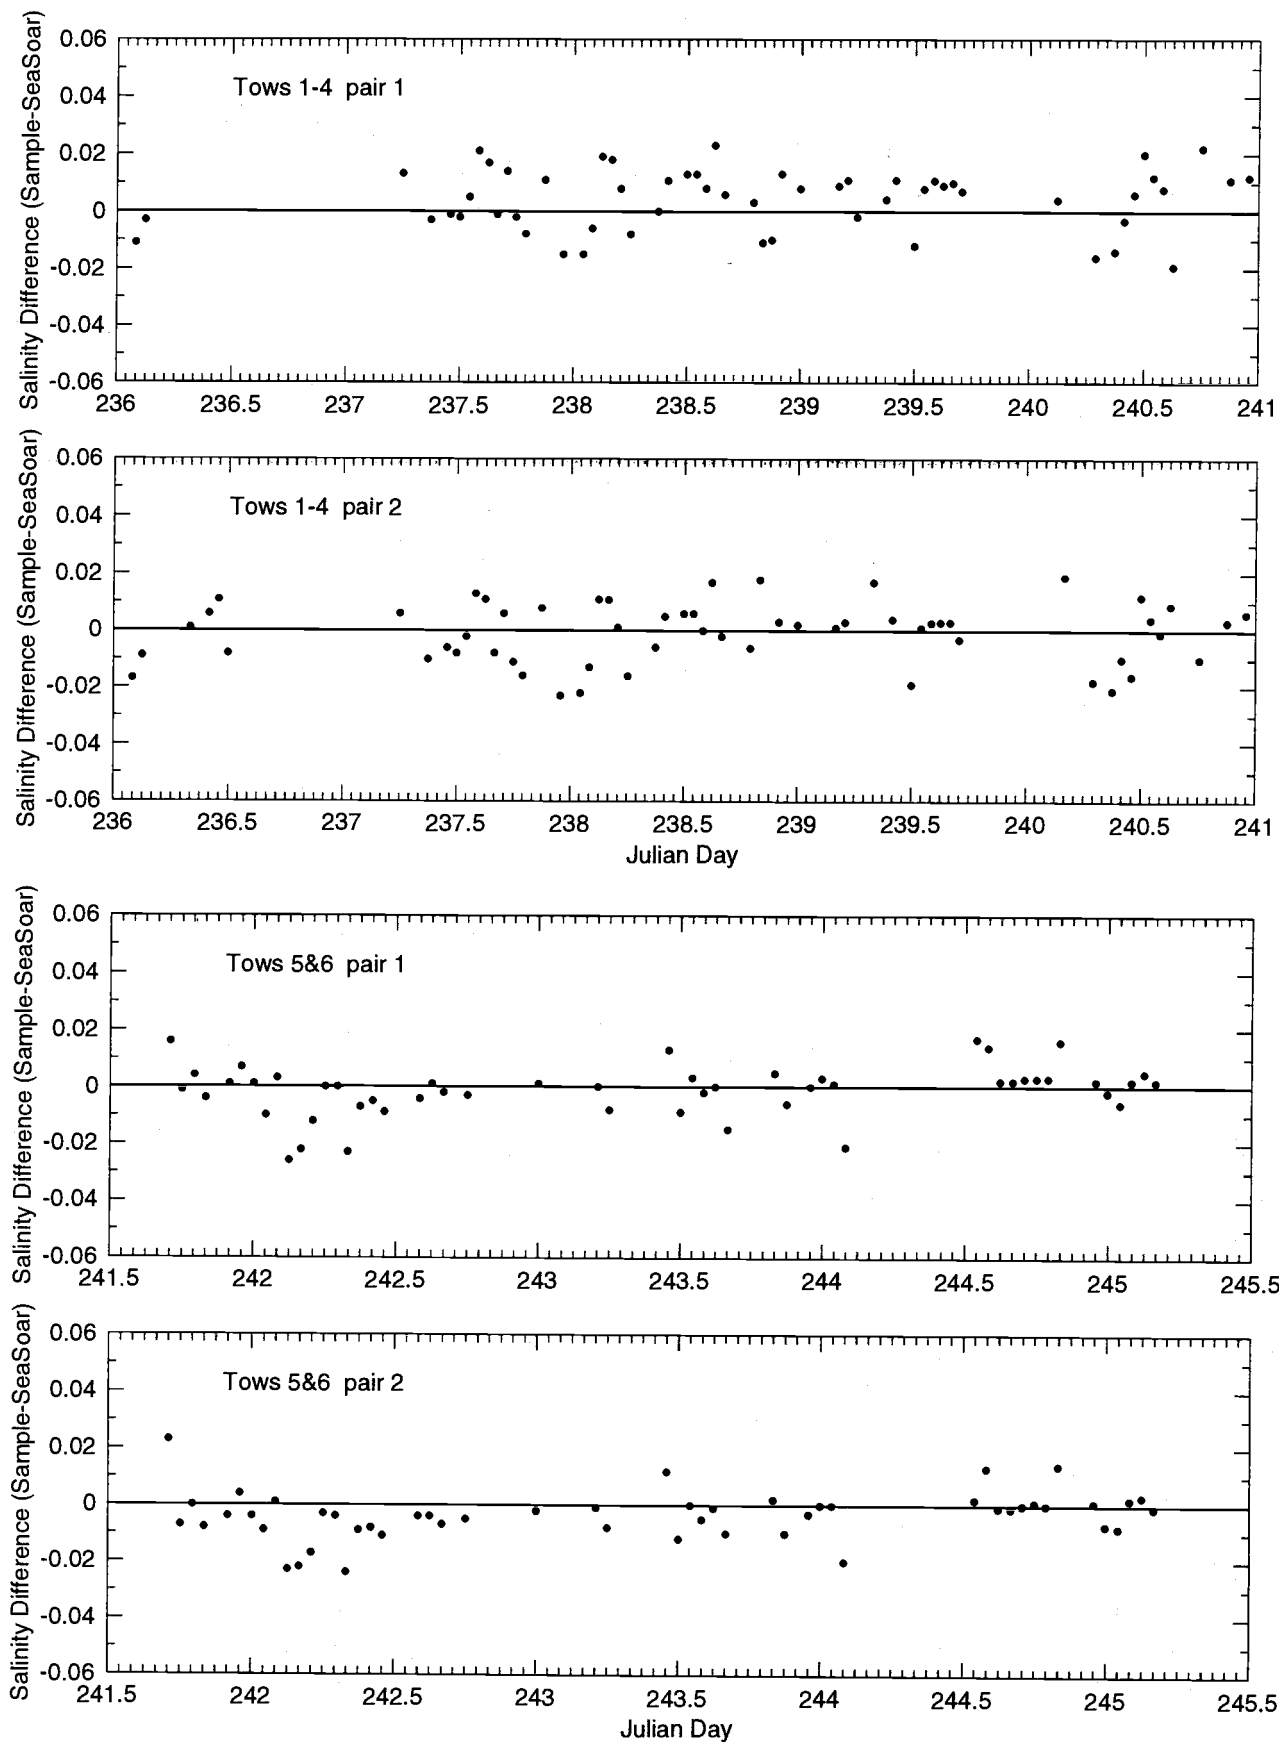 Salinity Difference (Sample-SeaSoar)
0.06
0.04
0.02
0
-0.02
-0.04
-0.06
Tows 1-4 pair 1
236 236.5 237 237.5 238 238.5 239 239.5 240 240.5 241
Salinity Difference (Sample-SeaSoar)
0.06
0.04
0.02
0
-0.02
-0.04
-0.06
Tows 1-4 pair 2
236 236.5 237 237.5 238 238.5 239 239.5 240 240.5 241
Julian Day
Salinity Difference (Sample-SeaSoar)
0.06
0.04
0.02
0
-0.02
-0.04
-0.06
Tows 5&6 pair 1
241.5 242 242.5 243 243.5 244 244.5 245 245.5
Salinity Difference (Sample-SeaSoar)
0.06
0.04
0.02
0
-0.02
-0.04
-0.06
Tows 5&6 pair 2
241.5 242 242.5 243 243.5 244 244.5 245 245.5
Julian Day